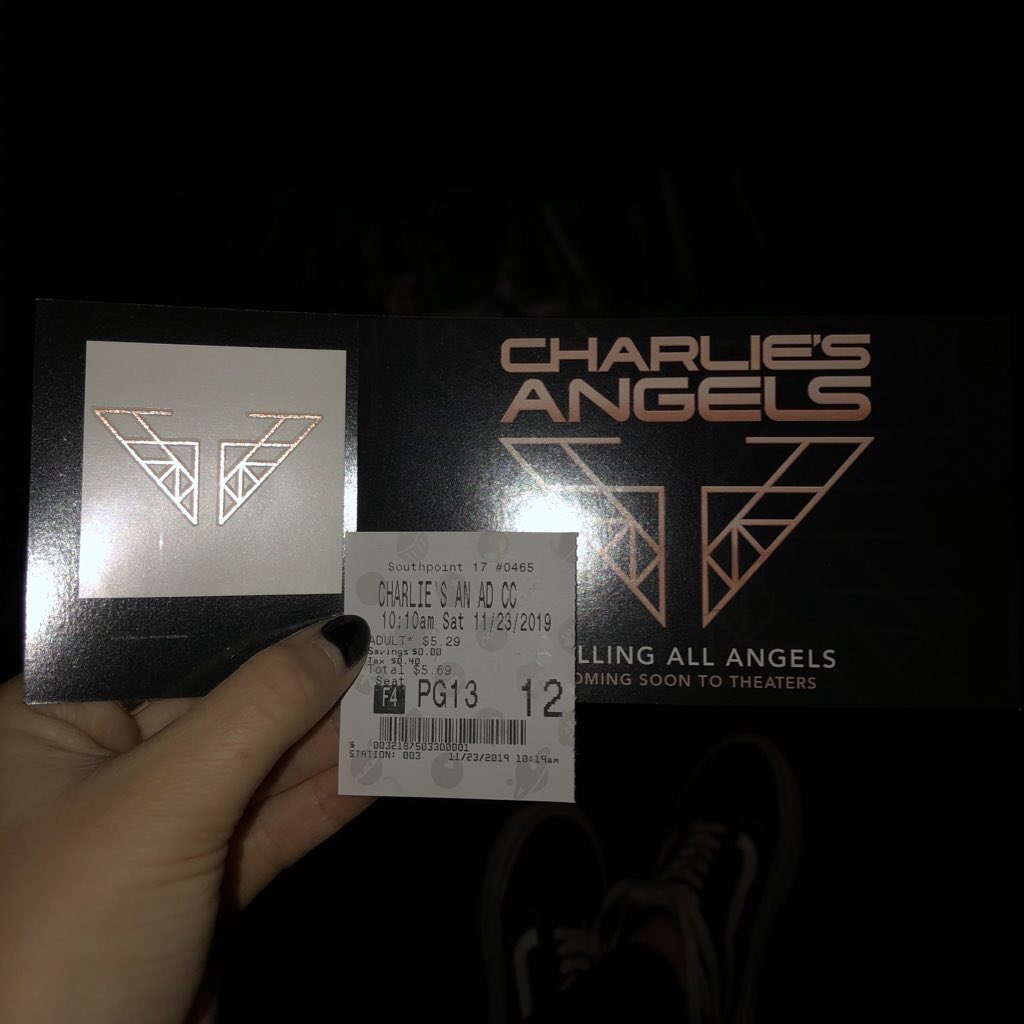 CHARLIE'S
ANGELS
LLING ALL ANGELS
OMING SOON TO THEATERS
Southpoint 17 #0465
CHARLIE'S AN AD CC
10:10am Sat 11/23/2019
ADULT* $5.29
Savings $0.00
Tax $0.40
Total $5.69
Seat
F4 PG13 12
S 0032197503300001
STATION: 003 11/23/2019 10:19am